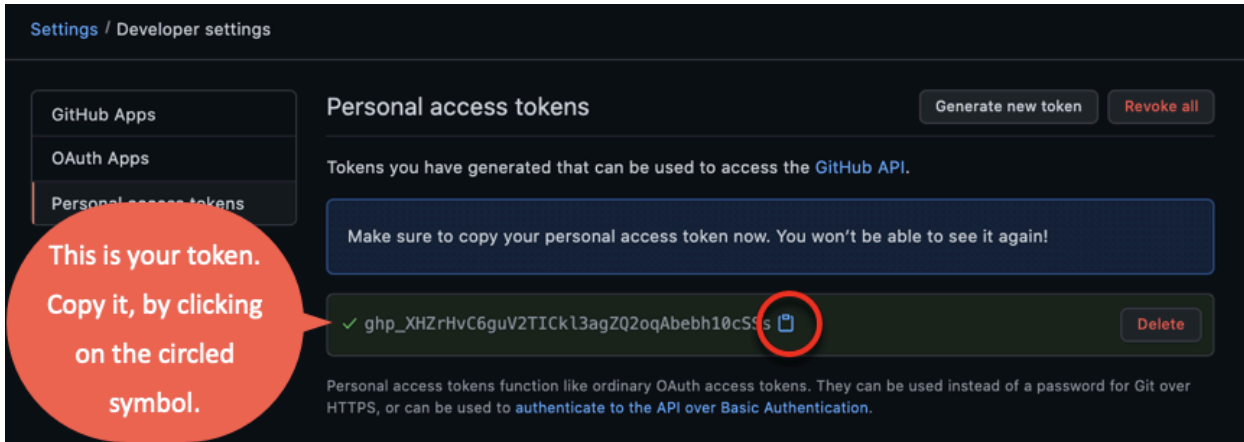 Settings / Developer settings
GitHub Apps
OAuth Apps
Personal access tokens
Personal access tokens
Generate new token
Revoke all
Tokens you have generated that can be used to access the GitHub API.
Make sure to copy your personal access token now. You won't be able to see it again!
This is your token.
Copy it, by clicking
on the circled
symbol.
Delete
Personal access tokens function like ordinary OAuth access tokens. They can be used instead of a password for Git over
HTTPS, or can be used to authenticate to the API over Basic Authentication.